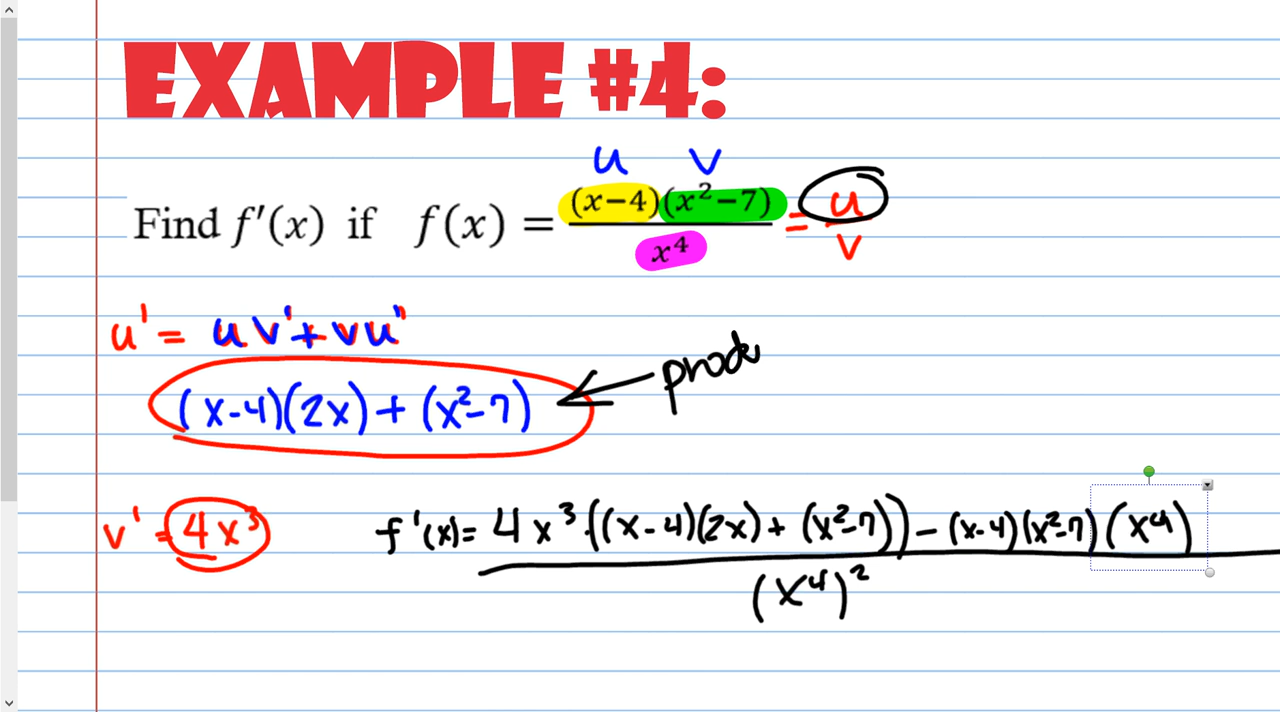 EXAMPLE #4:
u v
Find f′(x) if f(x) = (x−4)(x²−7) / x⁴ = u / v
u' = uv'+vu'
(x-4)(2x)+(x²-7)
produ
v' = 4x³
f'(x)= 4x³·((x-4)(2x)+(x²-7))-(x-4)(x²-7)(x⁴)
(x⁴)²